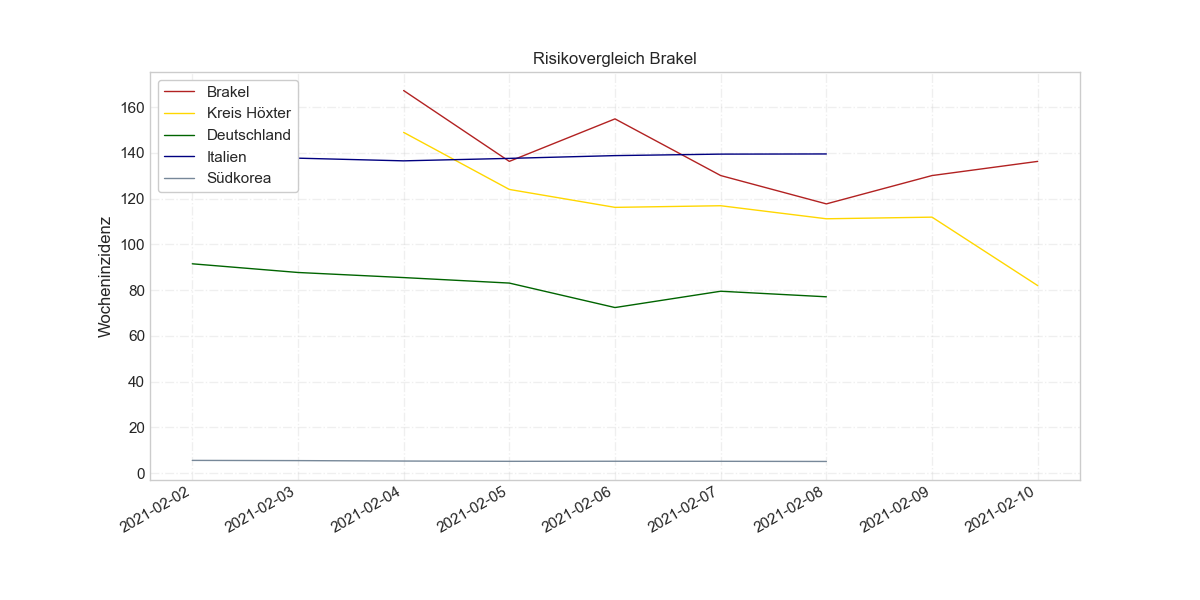 Risikovergleich Brakel
Brakel
Kreis Höxter
Deutschland
Italien
Südkorea
Wocheninzidenz
160
140
120
100
80
60
40
20
0
2021-02-02
2021-02-03
2021-02-04
2021-02-05
2021-02-06
2021-02-07
2021-02-08
2021-02-09
2021-02-10